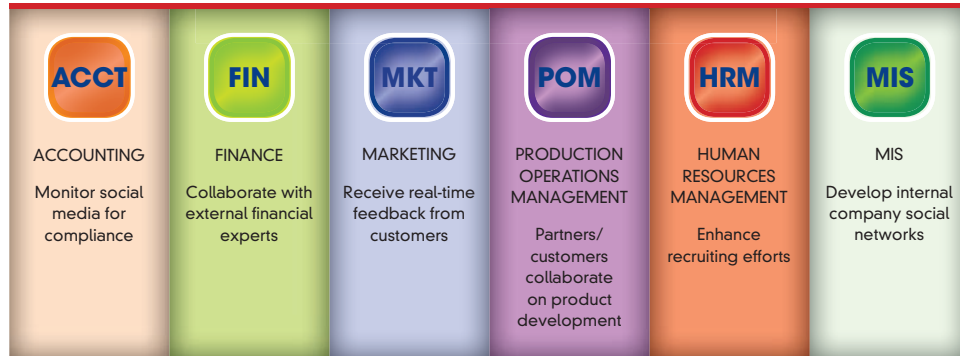 ACCT
ACCOUNTING
Monitor social
media for
compliance
FIN
FINANCE
Collaborate with
external financial
experts
MKT
MARKETING
Receive real-time
feedback from
customers
POM
PRODUCTION
OPERATIONS
MANAGEMENT
Partners/
customers
collaborate
on product
development
HRM
HUMAN
RESOURCES
MANAGEMENT
Enhance
recruiting efforts
MIS
MIS
Develop internal
company social
networks